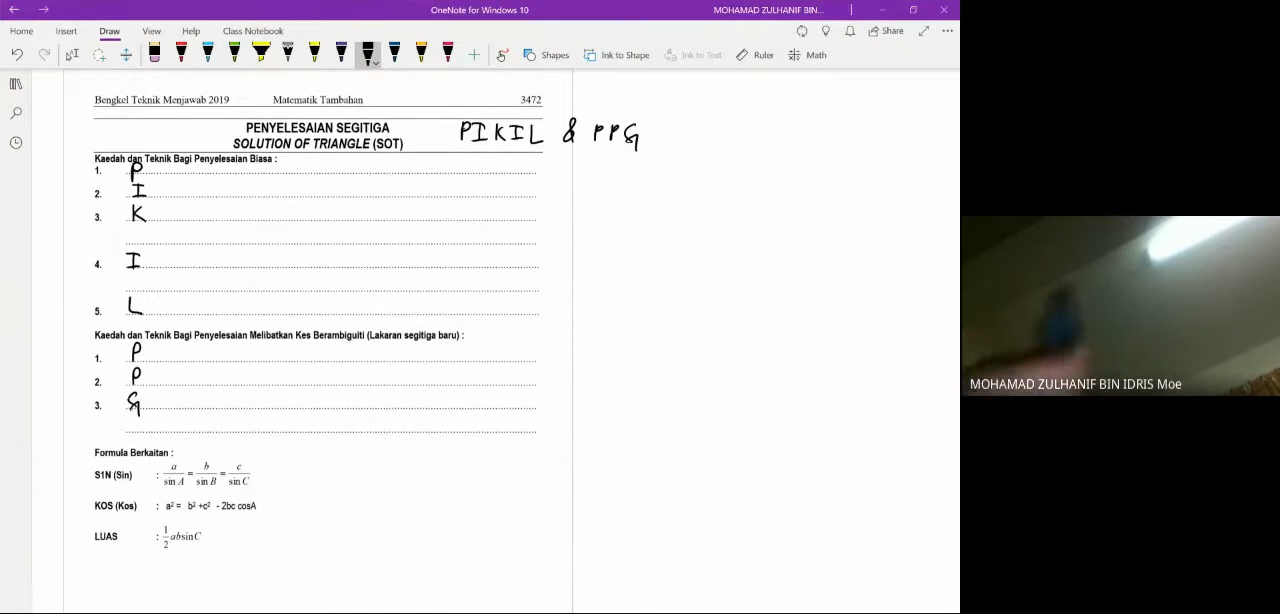 OneNote for Windows 10
MOHAMAD ZULHANIF BIN...
Home Insert Draw View Help Class Notebook
Share
Shapes Ink to Shape Ink to Text Ruler Math
Bengkel Teknik Menjawab 2019 Matematik Tambahan 3472
PENYELESAIAN SEGITIGA
SOLUTION OF TRIANGLE (SOT)
PIKIL & PPG
Kaedah dan Teknik Bagi Penyelesaian Biasa :
1. P
2. I
3. K
4. I
5. L
Kaedah dan Teknik Bagi Penyelesaian Melibatkan Kes Berambiguiti (Lakaran segitiga baru) :
1. P
2. P
3. G
Formula Berkaitan :
S1N (Sin) : a/sin A = b/sin B = c/sin C
KOS (Kos) : a² = b² +c² - 2bc cosA
LUAS : 1/2 ab sin C
MOHAMAD ZULHANIF BIN IDRIS Moe